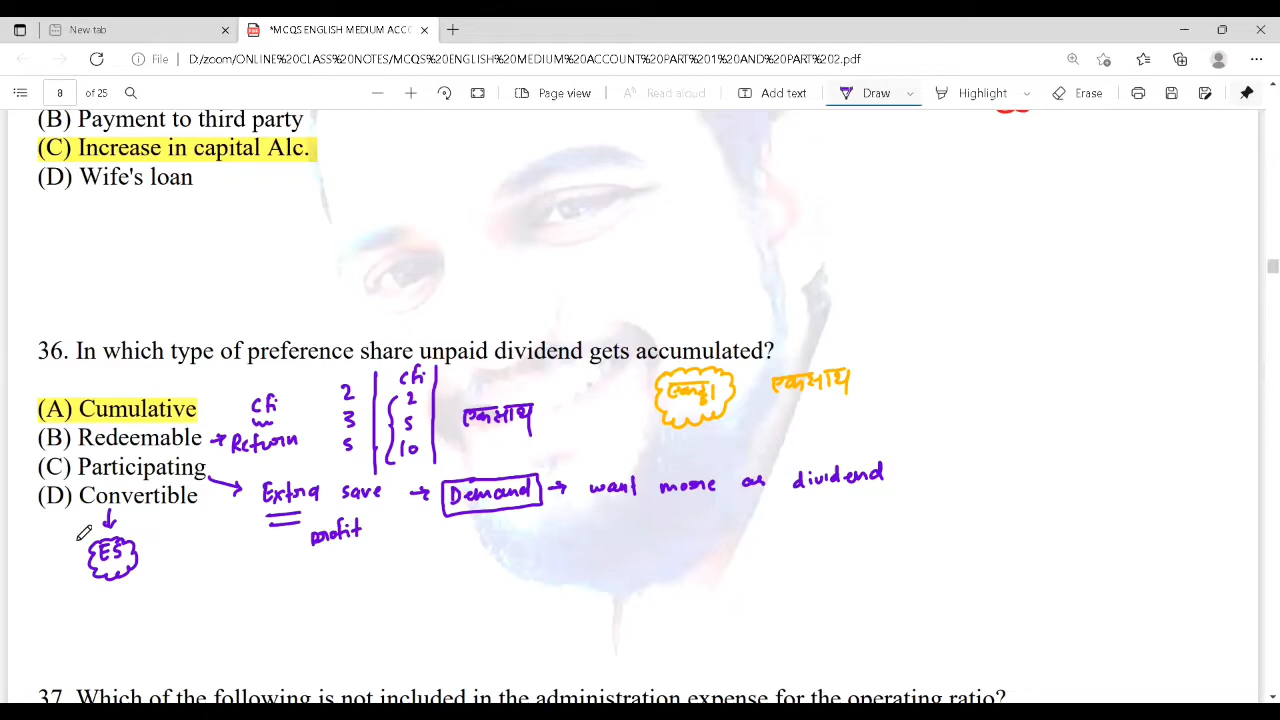 New tab
*MCQS ENGLISH MEDIUM ACCO
File D:/zoom/ONLINE%20CLASS%20NOTES/MCQS%20ENGLISH%20MEDIUM%20ACCOUNT%20PART%201%20AND%20PART%202.pdf
8 of 25 Page view Read aloud Add text Draw Highlight Erase
(B) Payment to third party
(C) Increase in capital Alc.
(D) Wife's loan
36. In which type of preference share unpaid dividend gets accumulated?
(A) Cumulative
(B) Redeemable
Return
2
3
5
2
5
10
एकसाथ
एकसाथ
(C) Participating
(D) Convertible
Extra save Demand want more as dividend
profit
ES
37. Which of the following is not included in the administration expense for the operating ratio?